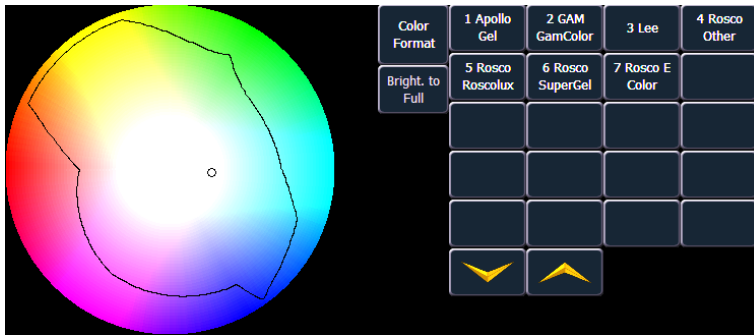 Color
Format
1 Apollo
Gel
2 GAM
GamColor
3 Lee
4 Rosco
Other
Bright. to
Full
5 Rosco
Roscolux
6 Rosco
SuperGel
7 Rosco E
Color